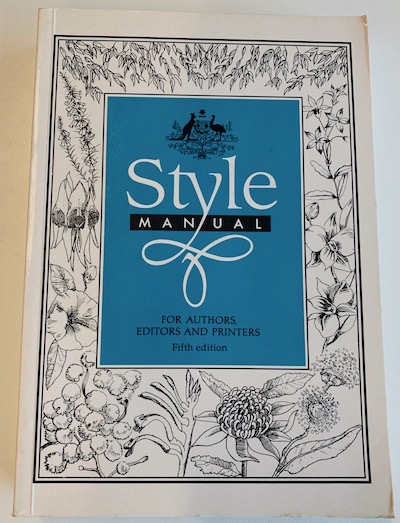 Style
MANUAL
FOR AUTHORS,
EDITORS AND PRINTERS
Fifth edition